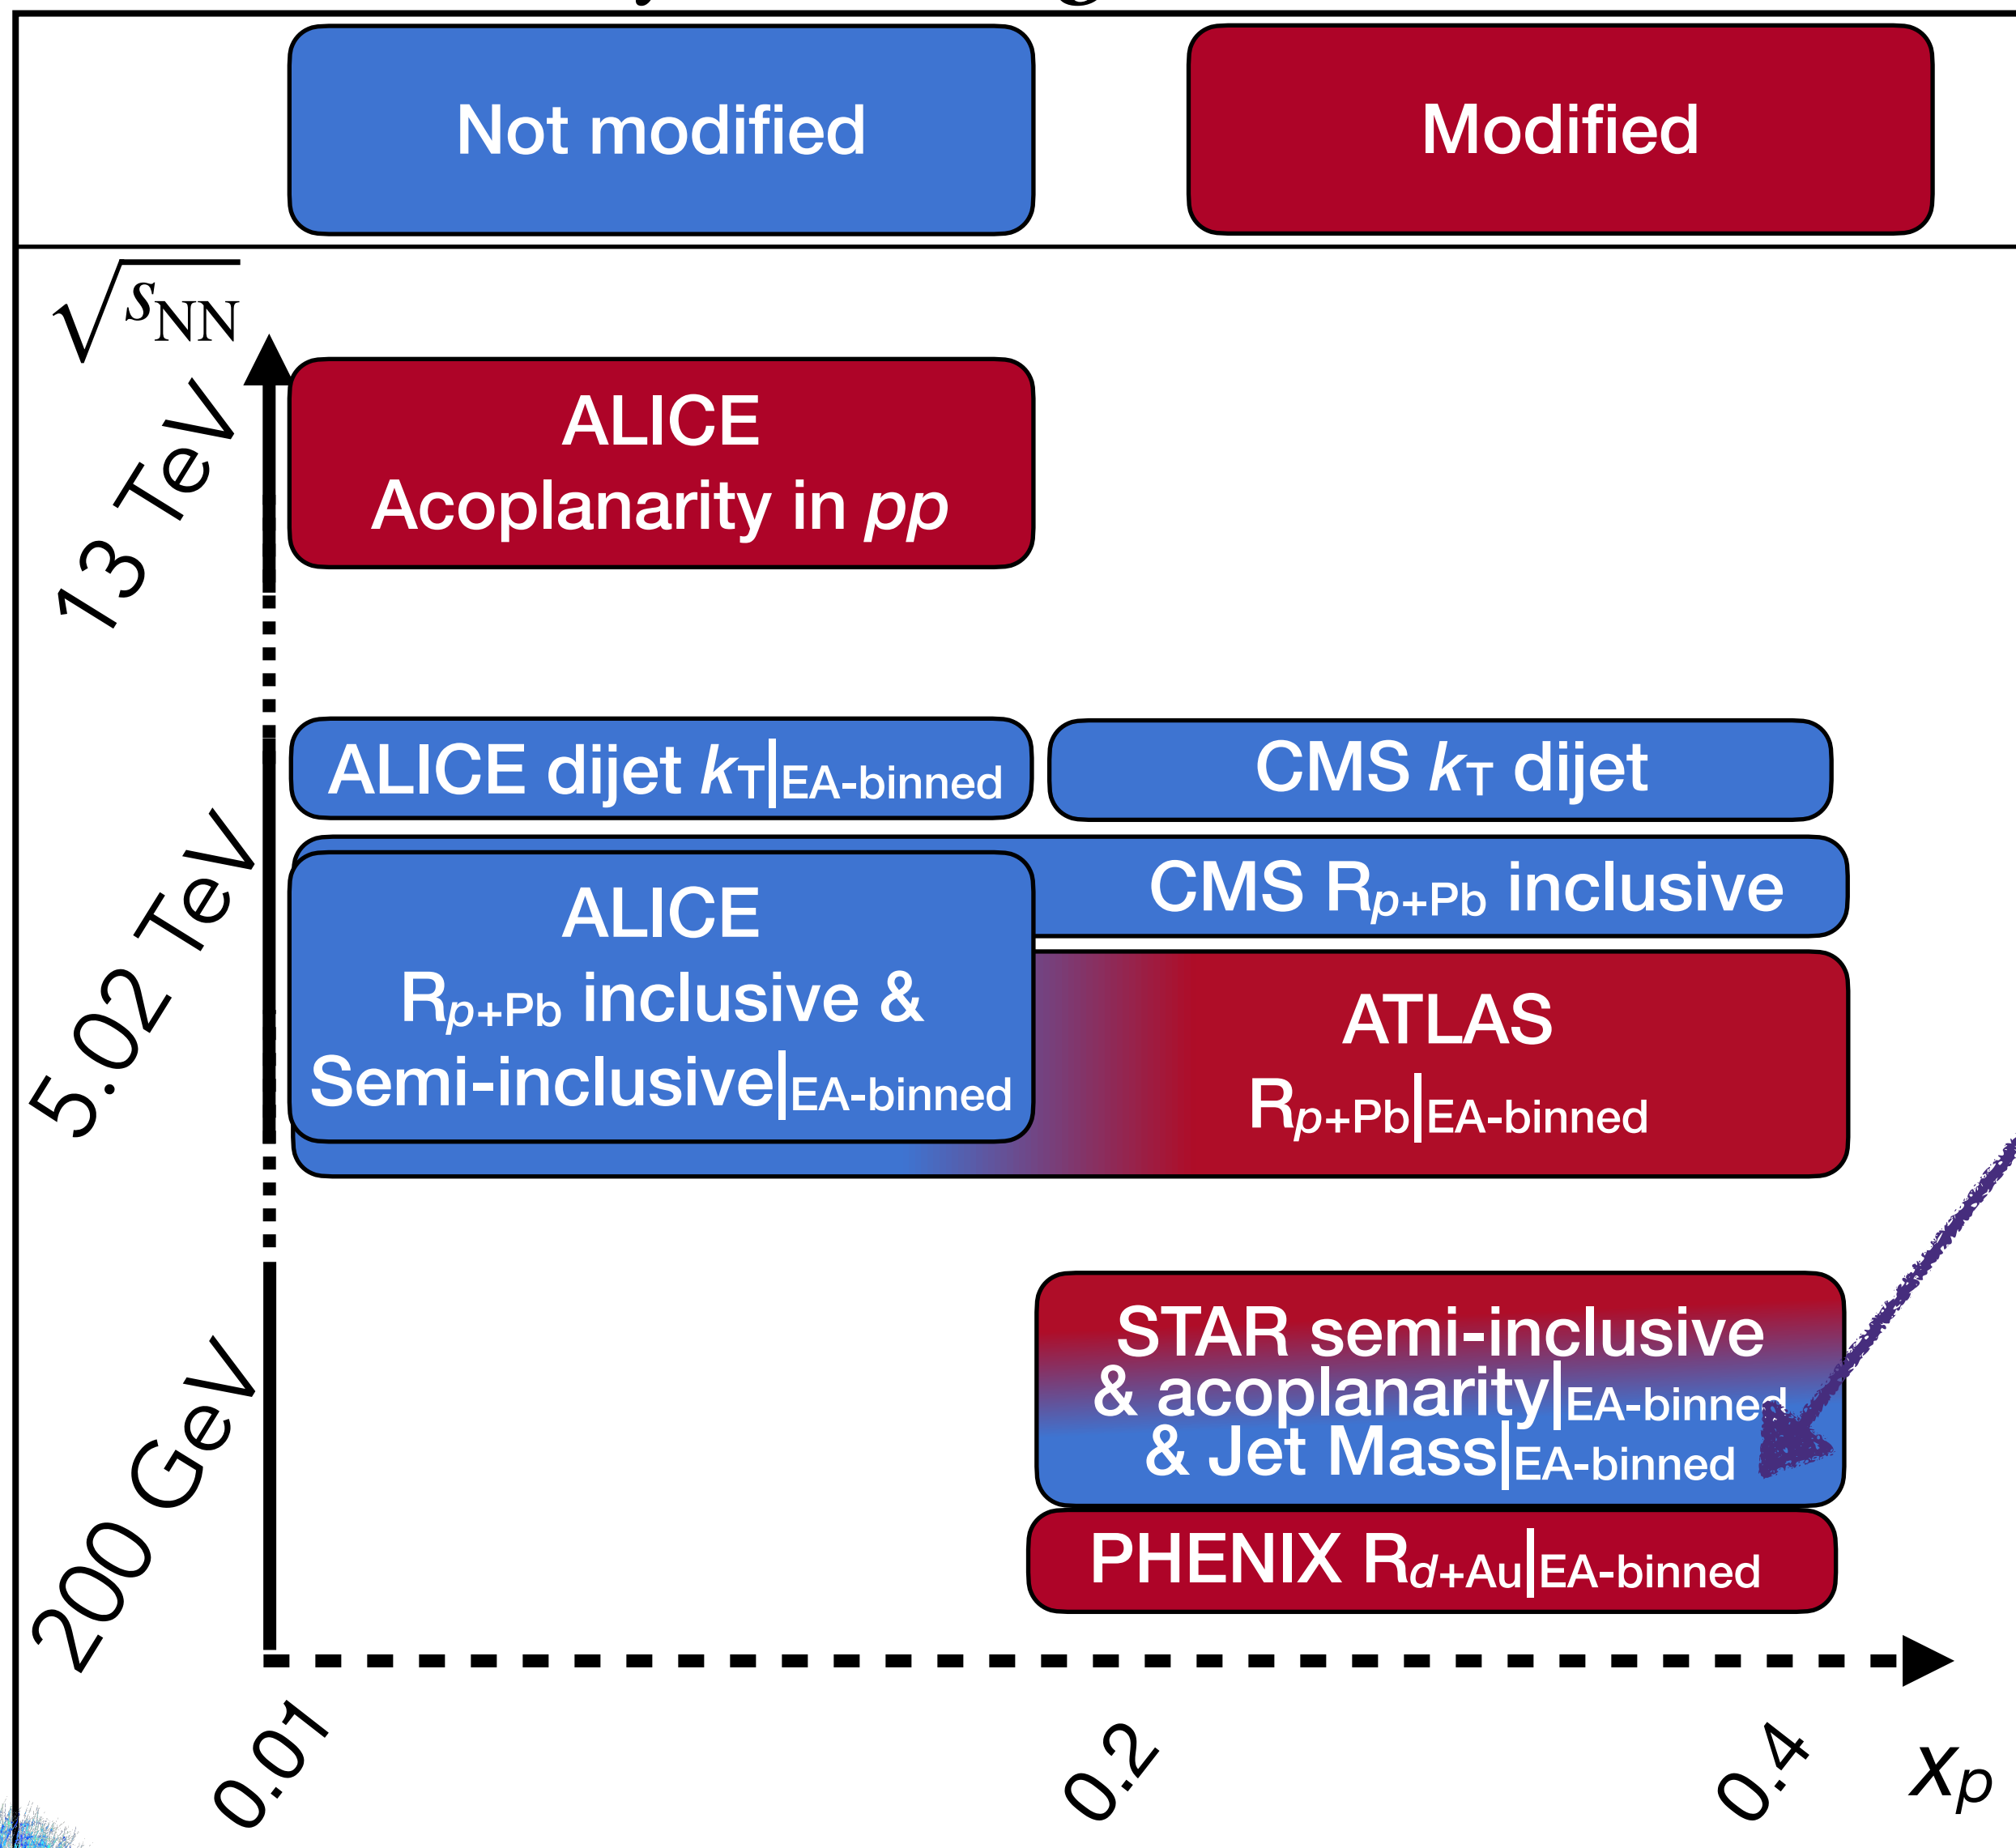 Not modified
Modified
√sNN
13 TeV
ALICE
Acoplanarity in pp
ALICE dijet kT|EA-binned
CMS kT dijet
5.02 TeV
CMS Rp+Pb inclusive
ALICE
Rp+Pb inclusive &
Semi-inclusive|EA-binned
ATLAS
Rp+Pb|EA-binned
200 GeV
STAR semi-inclusive
& acoplanarity|EA-binne
& Jet Mass|EA-binned
PHENIX Rd+Au|EA-binned
0.01
0.2
0.4
xp